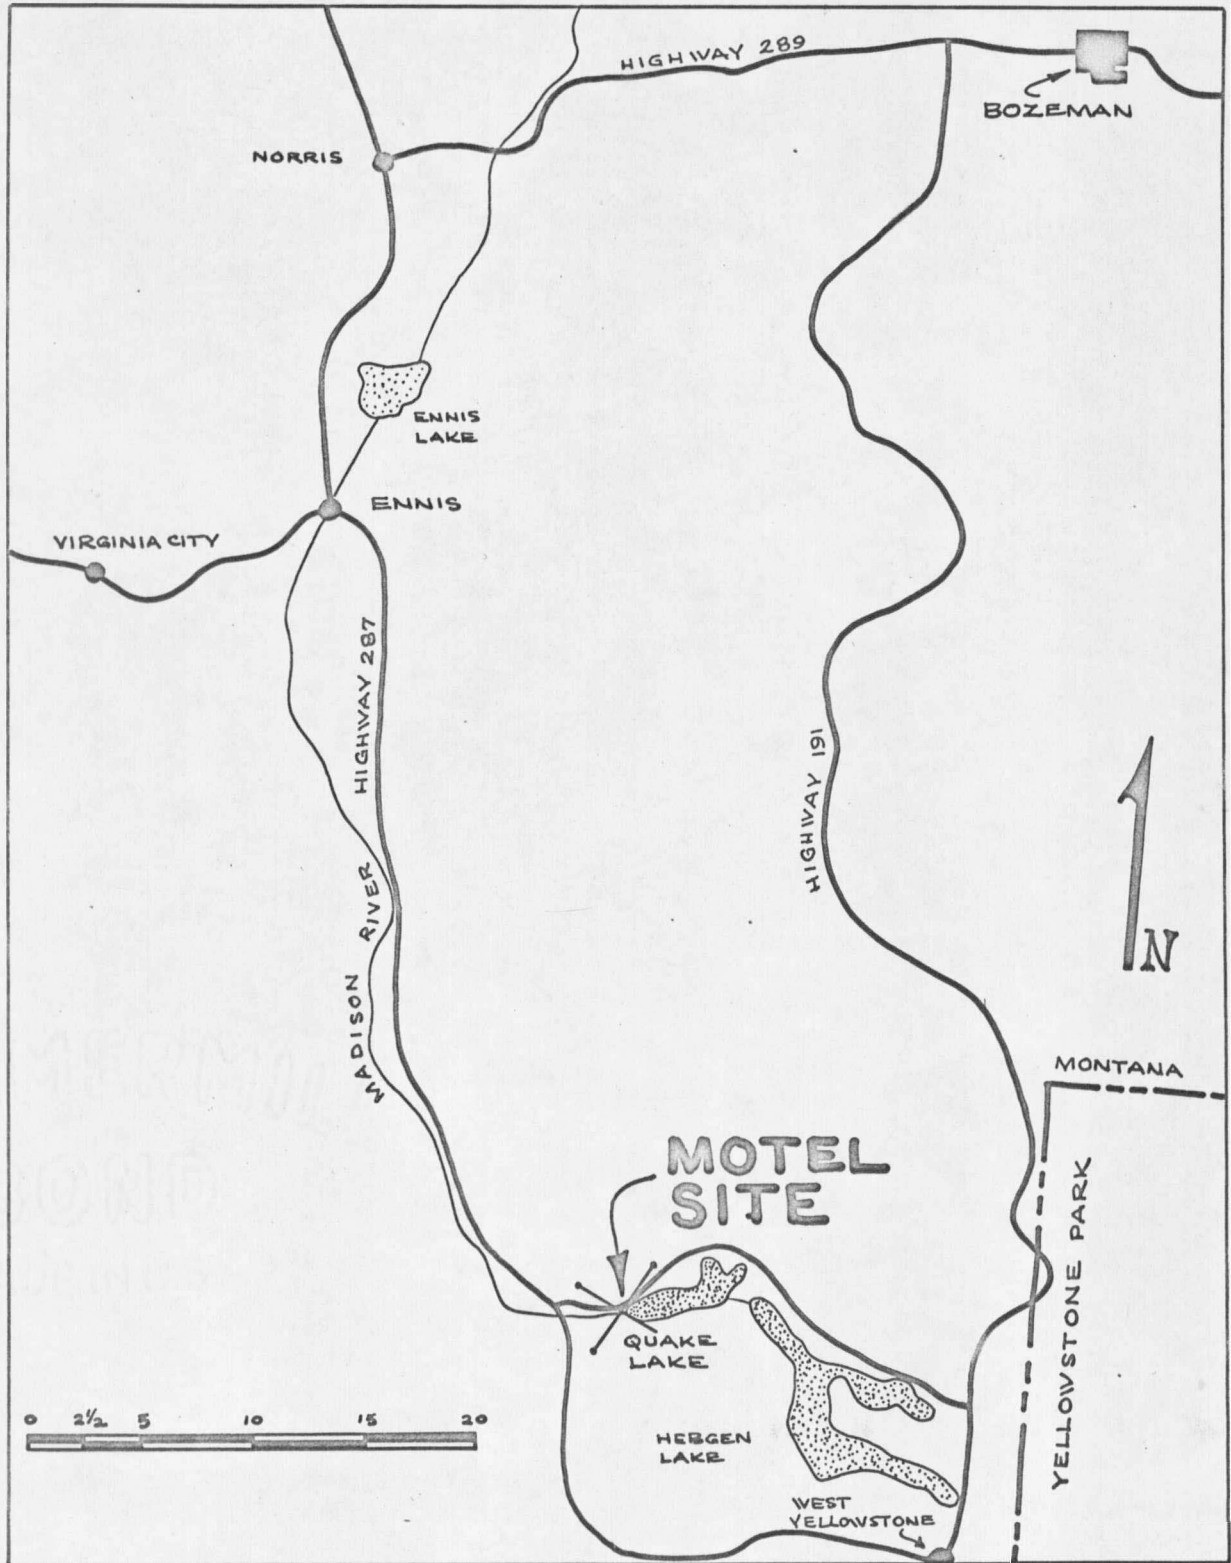 HIGHWAY 289
BOZEMAN
NORRIS
ENNIS
LAKE
ENNIS
VIRGINIA CITY
HIGHWAY 287
HIGHWAY 191
MADISON RIVER
N
MONTANA
YELLOWSTONE PARK
MOTEL
SITE
QUAKE
LAKE
0 2½ 5 10 15 20
HEBGEN
LAKE
WEST
YELLOWSTONE